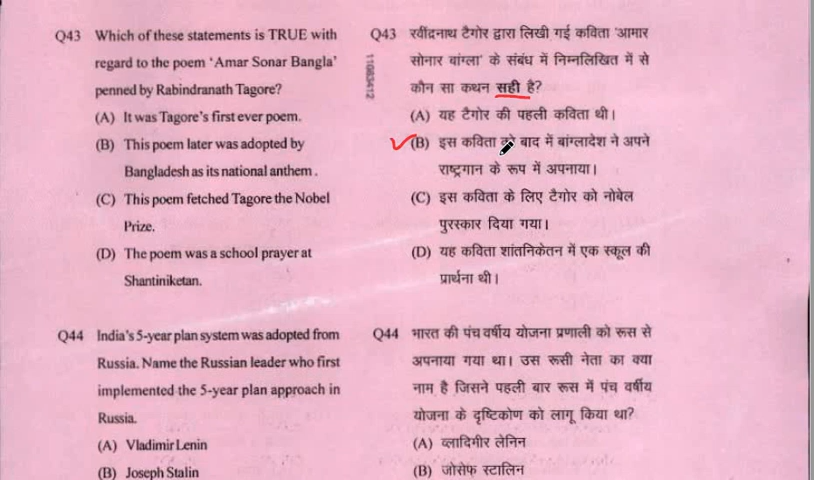 Q43 Which of these statements is TRUE with
regard to the poem ‘Amar Sonar Bangla’
penned by Rabindranath Tagore?
(A) It was Tagore's first ever poem.
(B) This poem later was adopted by
Bangladesh as its national anthem .
(C) This poem fetched Tagore the Nobel
Prize.
(D) The poem was a school prayer at
Shantiniketan.
Q44 India's 5-year plan system was adopted from
Russia. Name the Russian leader who first
implemented the 5-year plan approach in
Russia.
(A) Vladimir Lenin
(B) Joseph Stalin
11083412
Q43 रवींद्रनाथ टैगोर द्वारा लिखी गई कविता 'आमार
सोनार बांग्ला' के संबंध में निम्नलिखित में से
कौन सा कथन सही है?
(A) यह टैगोर की पहली कविता थी।
(B) इस कविता को बाद में बांग्लादेश ने अपने
राष्ट्रगान के रूप में अपनाया।
(C) इस कविता के लिए टैगोर को नोबेल
पुरस्कार दिया गया।
(D) यह कविता शांतनिकेतन में एक स्कूल की
प्रार्थना थी।
Q44 भारत की पंच वर्षीय योजना प्रणाली को रूस से
अपनाया गया था। उस रूसी नेता का क्या
नाम है जिसने पहली बार रूस में पंच वर्षीय
योजना के दृष्टिकोण को लागू किया था?
(A) व्लादिमीर लेनिन
(B) जोसेफ स्टालिन